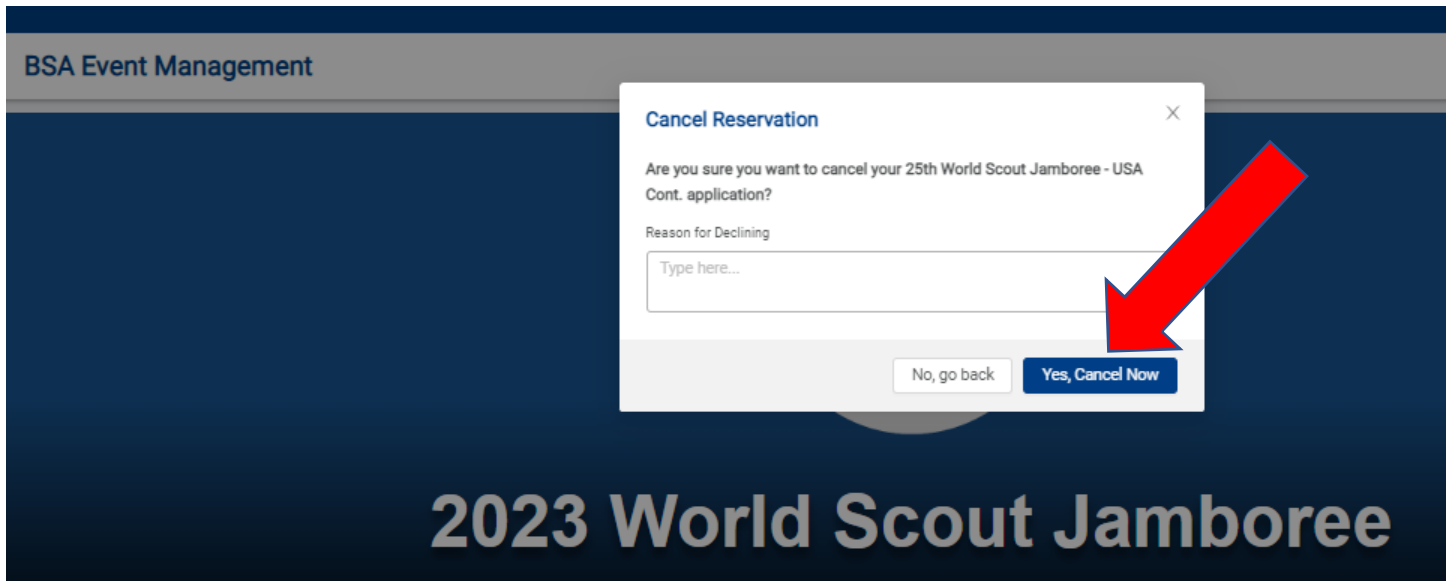 BSA Event Management
Cancel Reservation
Are you sure you want to cancel your 25th World Scout Jamboree - USA
Cont. application?
Reason for Declining
Type here...
No, go back
Yes, Cancel Now
2023 World Scout Jamboree